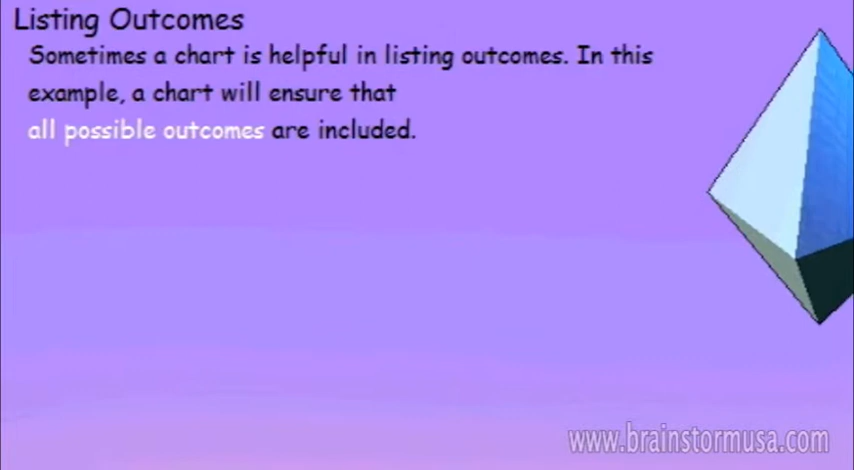 Listing Outcomes
Sometimes a chart is helpful in listing outcomes. In this
example, a chart will ensure that
all possible outcomes are included.
www.brainstormusa.com